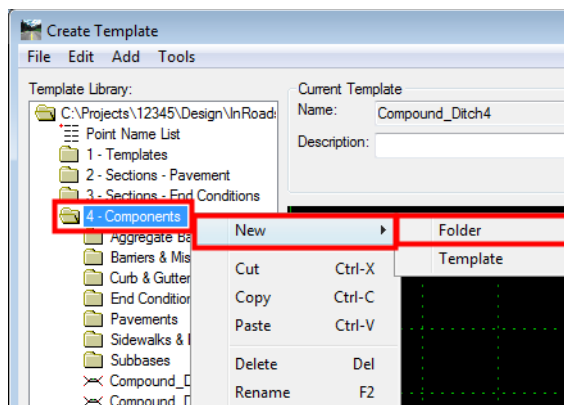 Create Template
File Edit Add Tools
Template Library:
C:\Projects\12345\Design\InRoads
Point Name List
1 - Templates
2 - Sections - Pavement
3 - Sections - End Conditions
4 - Components
Aggregate Ba
Barriers & Mis
Curb & Gutter
End Condition
Pavements
Sidewalks &
Subbases
Compound_D
Compound_D
Current Template
Name: Compound_Ditch4
Description:
New
Cut Ctrl-X
Copy Ctrl-C
Paste Ctrl-V
Delete Del
Rename F2
Folder
Template